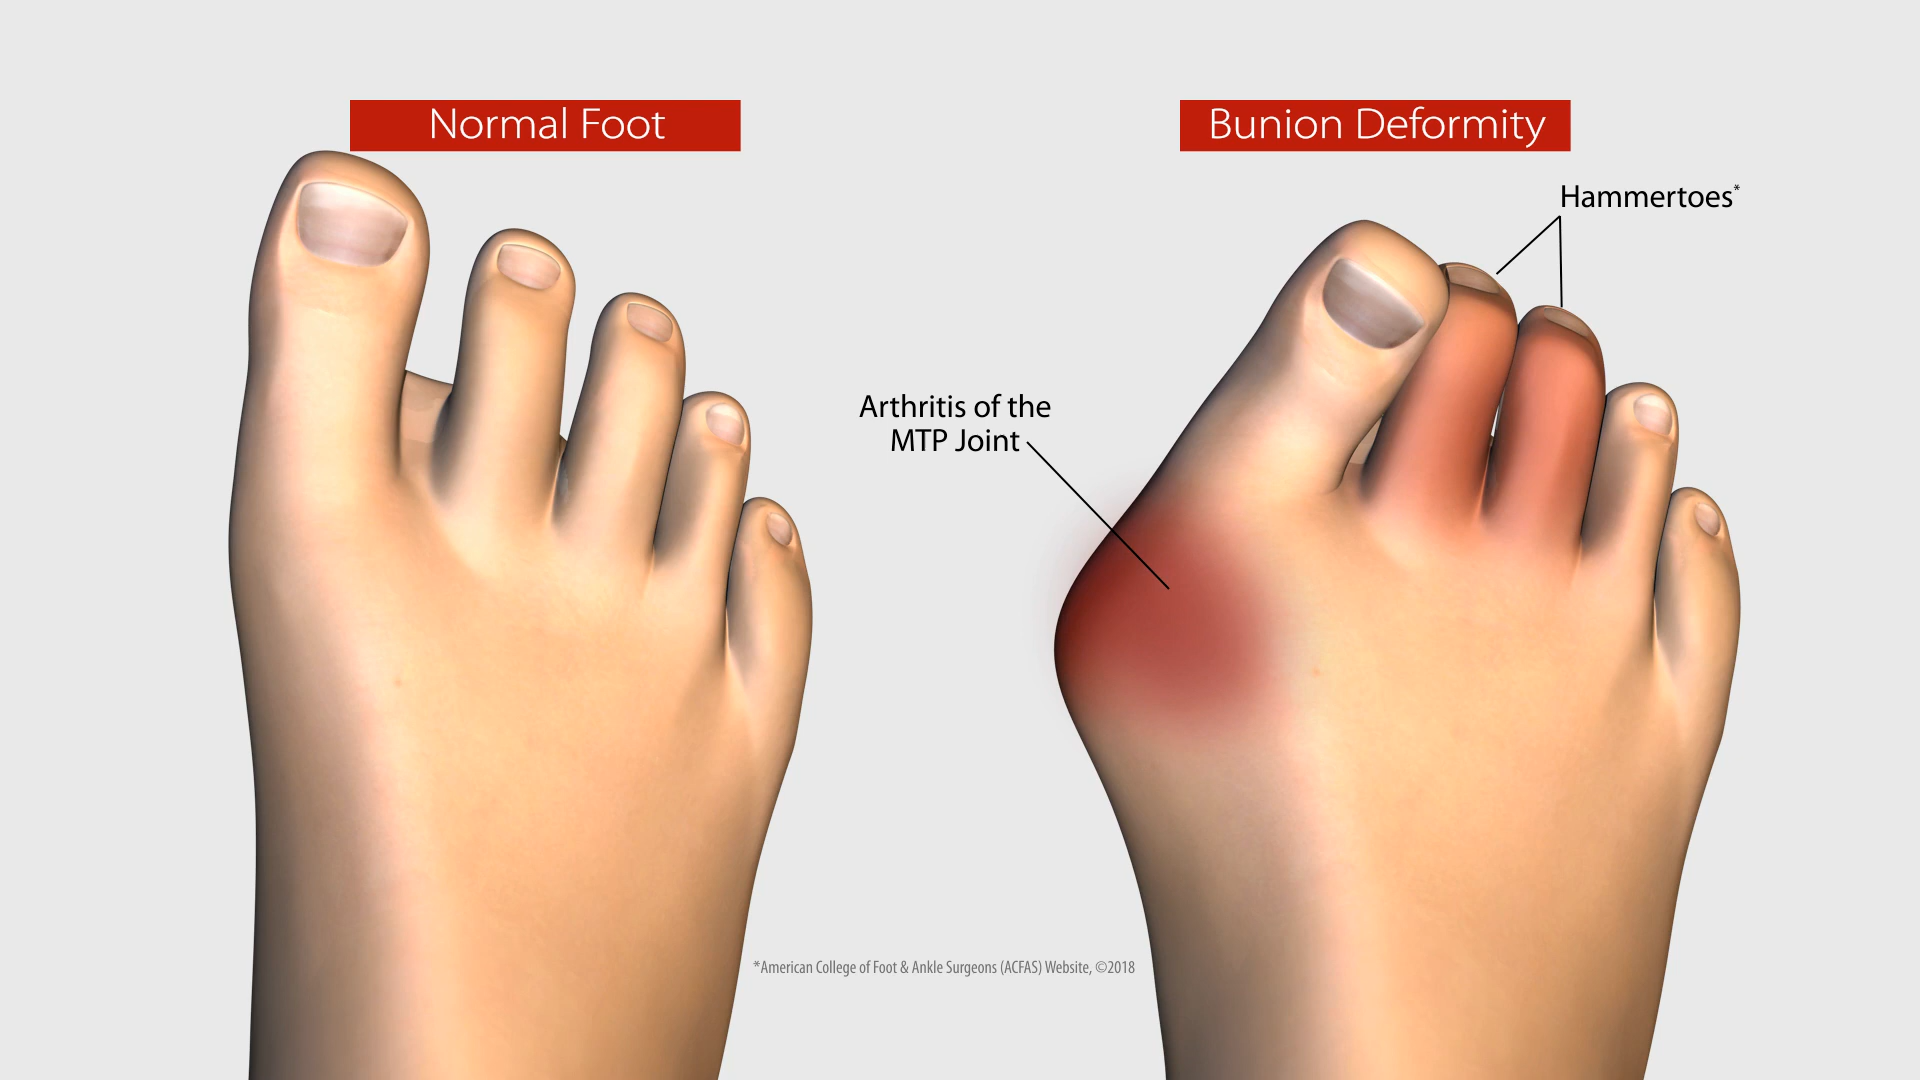 Normal Foot
Bunion Deformity
Hammertoes*
Arthritis of the
MTP Joint
*American College of Foot & Ankle Surgeons (ACFAS) Website, ©2018